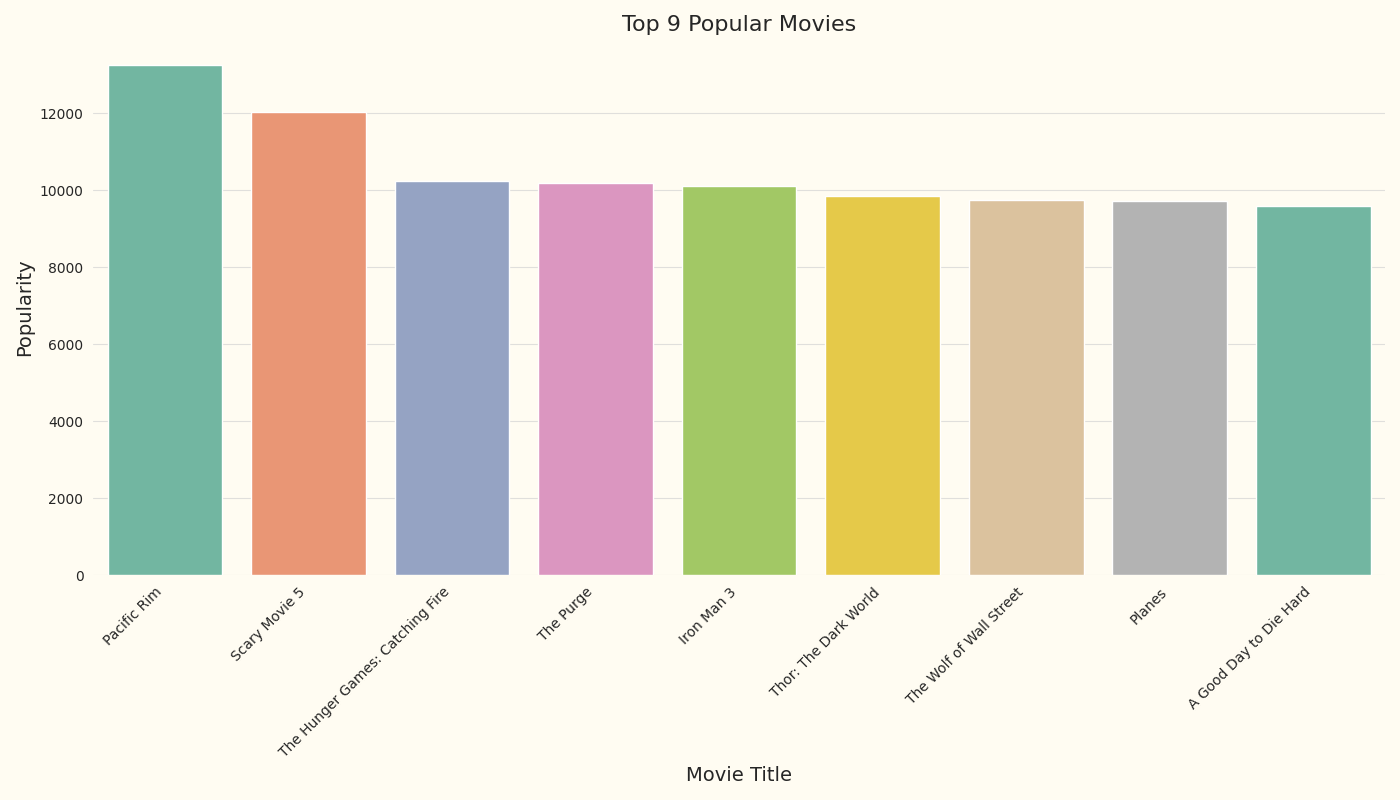 Top 9 Popular Movies
Popularity
12000
10000
8000
6000
4000
2000
0
Pacific Rim
Scary Movie 5
The Hunger Games: Catching Fire
The Purge
Iron Man 3
Thor: The Dark World
The Wolf of Wall Street
Planes
A Good Day to Die Hard
Movie Title